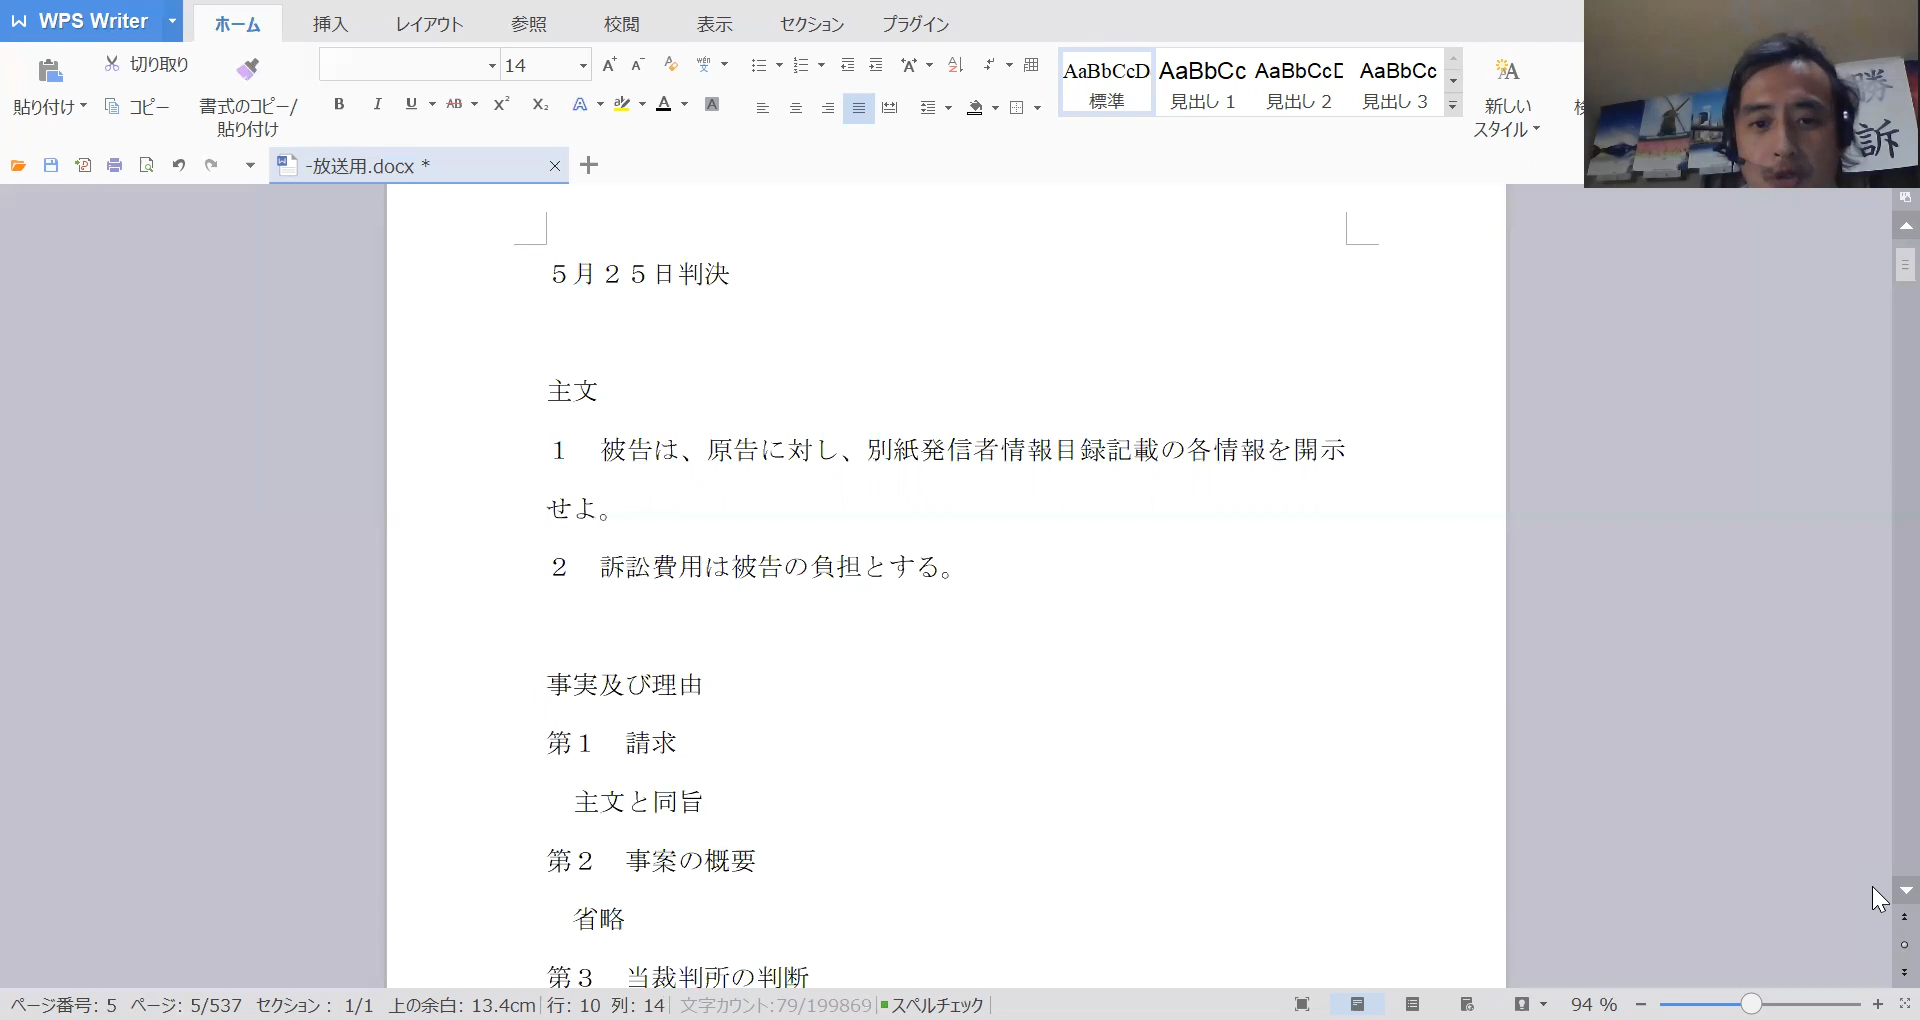 WPS Writer
ホーム 挿入 レイアウト 参照 校閲 表示 セクション プラグイン
切り取り
貼り付け コピー 書式のコピー/
貼り付け
14
AaBbCcD AaBbCc AaBbCcD AaBbCc
標準 見出し 1 見出し 2 見出し 3
新しい
スタイル
-放送用.docx *
勝
訴
５月２５日判決
主文
１　被告は、原告に対し、別紙発信者情報目録記載の各情報を開示
せよ。
２　訴訟費用は被告の負担とする。
事実及び理由
第１　請求
主文と同旨
第２　事案の概要
省略
第３　当裁判所の判断
ページ番号: 5 ページ: 5/537 セクション: 1/1 上の余白: 13.4cm 行: 10 列: 14 文字カウント:79/199869 スペルチェック 94 %